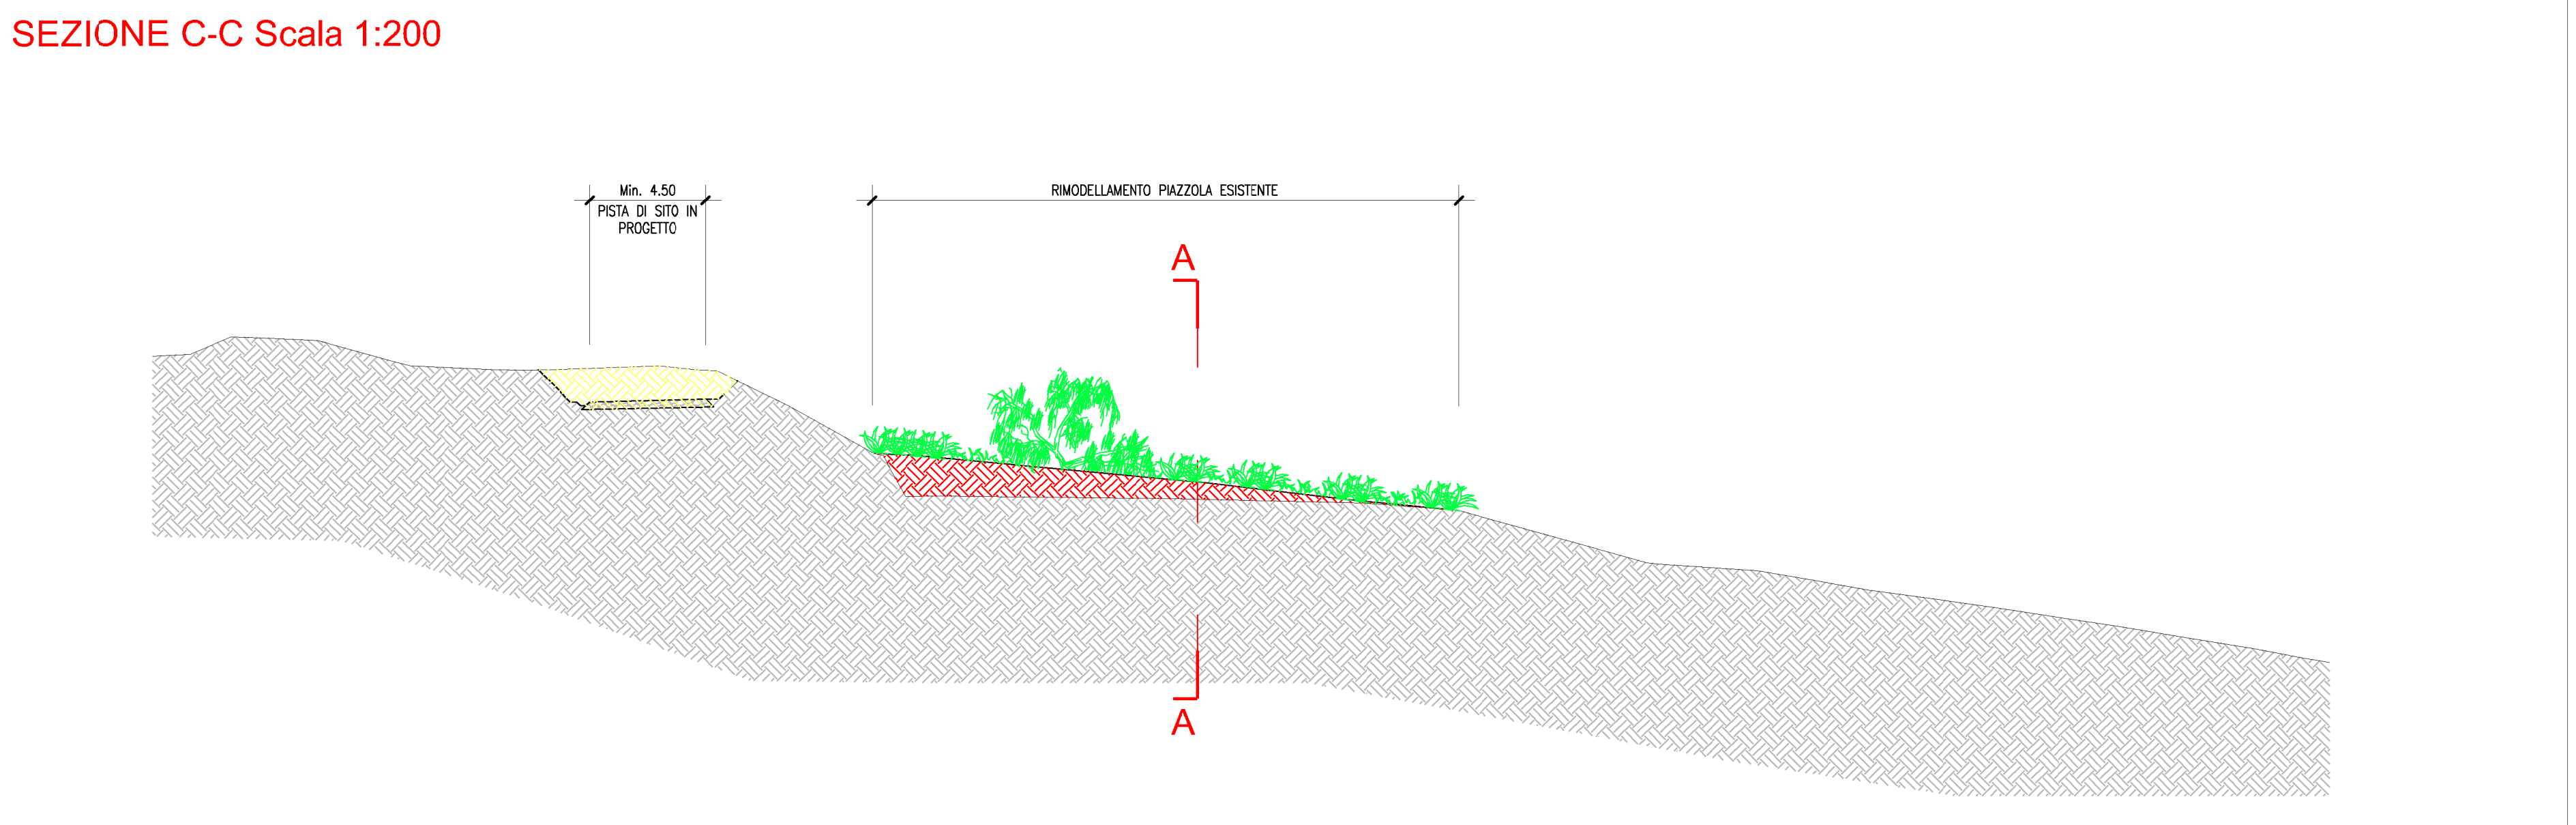 SEZIONE C-C Scala 1:200
Min. 4.50
PISTA DI SITO IN
PROGETTO
RIMODELLAMENTO PIAZZOLA ESISTENTE
A
A